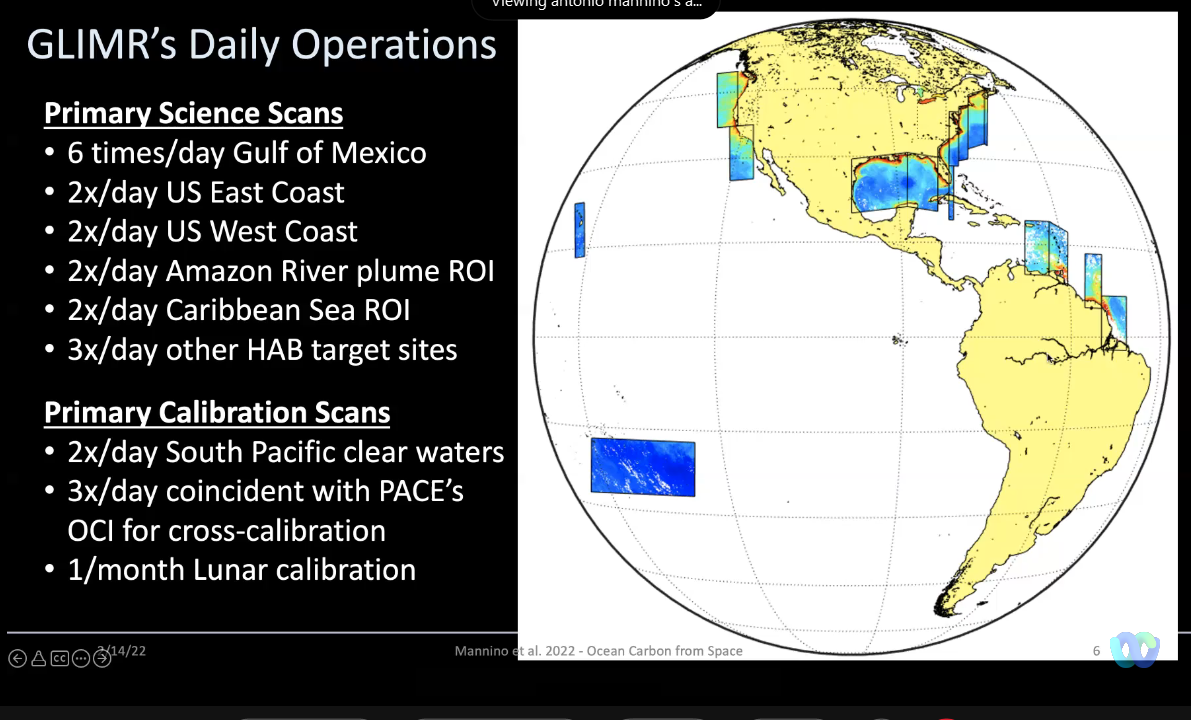 Viewing antonio mannino's a...
GLIMR's Daily Operations
Primary Science Scans
• 6 times/day Gulf of Mexico
• 2x/day US East Coast
• 2x/day US West Coast
• 2x/day Amazon River plume ROI
• 2x/day Caribbean Sea ROI
• 3x/day other HAB target sites
Primary Calibration Scans
• 2x/day South Pacific clear waters
• 3x/day coincident with PACE's
OCI for cross-calibration
• 1/month Lunar calibration
/14/22
Mannino et al. 2022 - Ocean Carbon from Space
6
CC